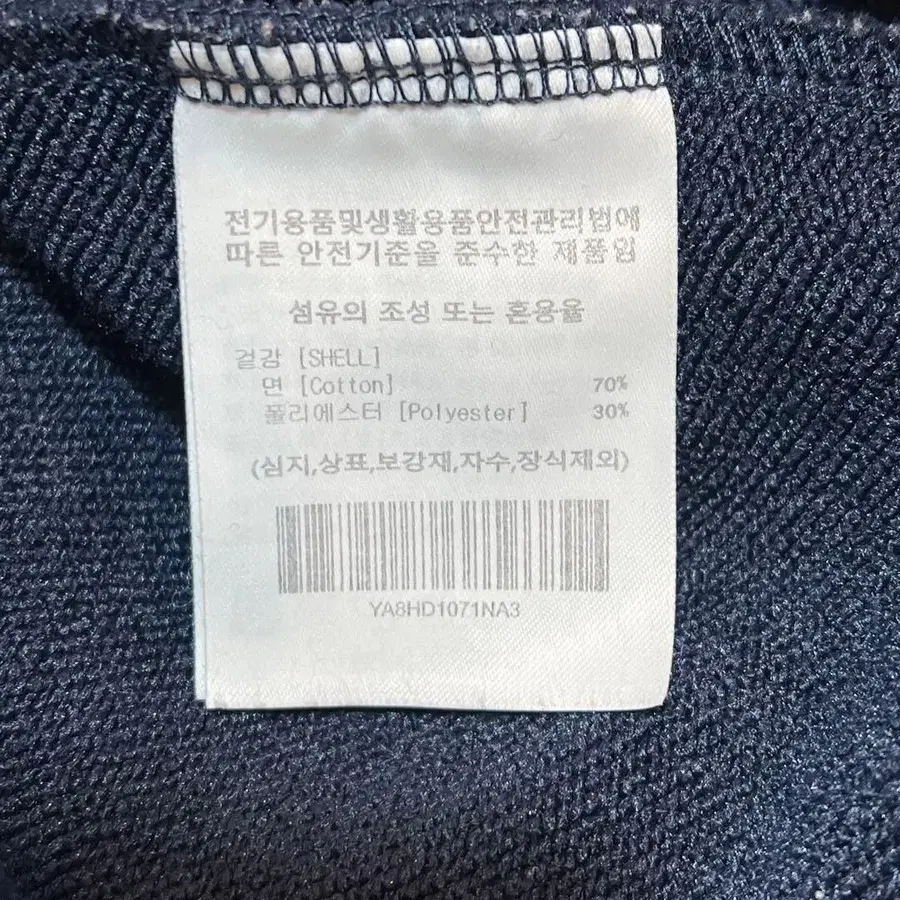 전기용품및생활용품안전관리법에
따른 안전기준을 준수한 제품임
섬유의 조성 또는 혼용율
겉감 [SHELL]
면 [Cotton] 70%
폴리에스터 [Polyester] 30%
(심지,상표,보강재,자수,장식제외)
YA8HD1071NA3